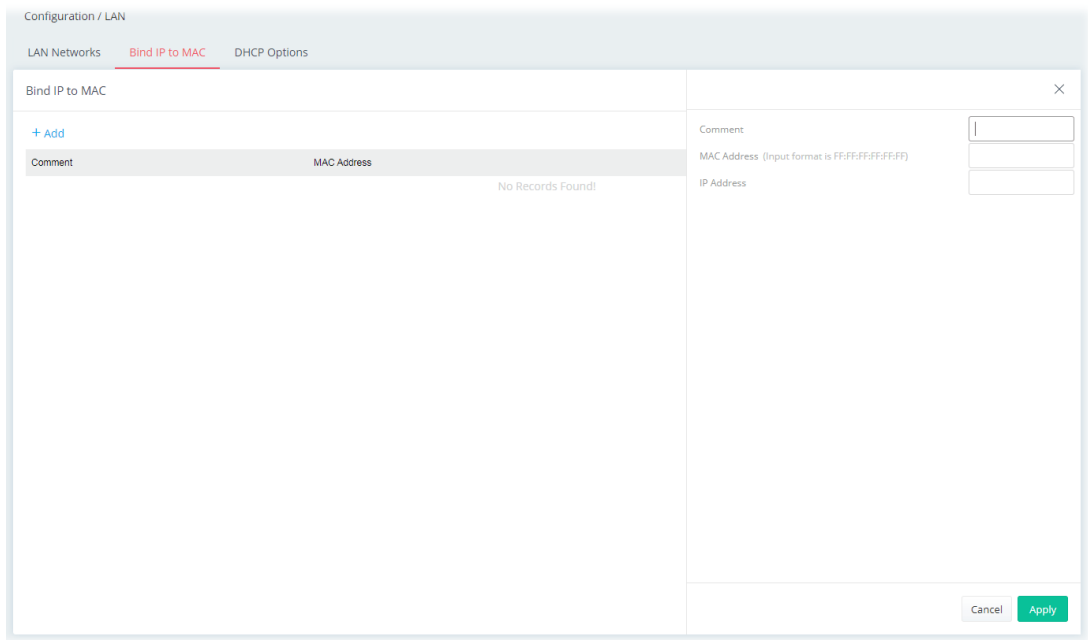 Configuration / LAN
LAN Networks Bind IP to MAC DHCP Options
Bind IP to MAC
+ Add
Comment MAC Address
No Records Found!
Comment
MAC Address (Input format is FF:FF:FF:FF:FF:FF)
IP Address
Cancel Apply